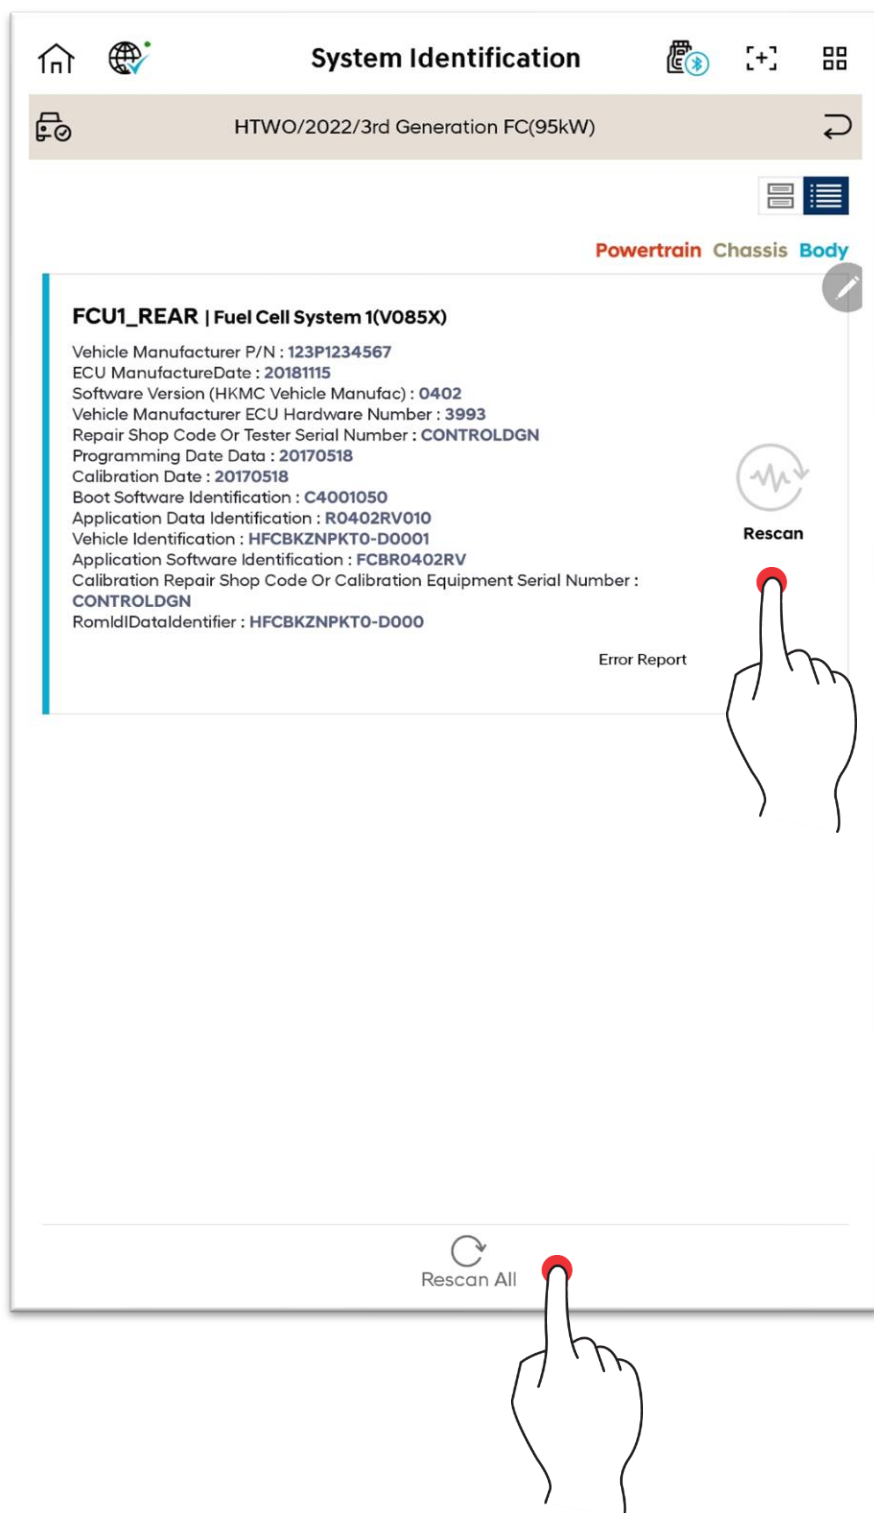 System Identification
HTWO/2022/3rd Generation FC(95kW)
Powertrain Chassis Body
FCU1_REAR | Fuel Cell System 1(V085X)
Vehicle Manufacturer P/N : 123P1234567
ECU ManufactureDate : 20181115
Software Version (HKMC Vehicle Manufac) : 0402
Vehicle Manufacturer ECU Hardware Number : 3993
Repair Shop Code Or Tester Serial Number : CONTROLDGN
Programming Date Data : 20170518
Calibration Date : 20170518
Boot Software Identification : C4001050
Application Data Identification : R0402RV010
Vehicle Identification : HFCBKZNPKT0-D0001
Application Software Identification : FCBR0402RV
Calibration Repair Shop Code Or Calibration Equipment Serial Number :
CONTROLDGN
RomIdIDataIdentifier : HFCBKZNPKT0-D000
Rescan
Error Report
Rescan All